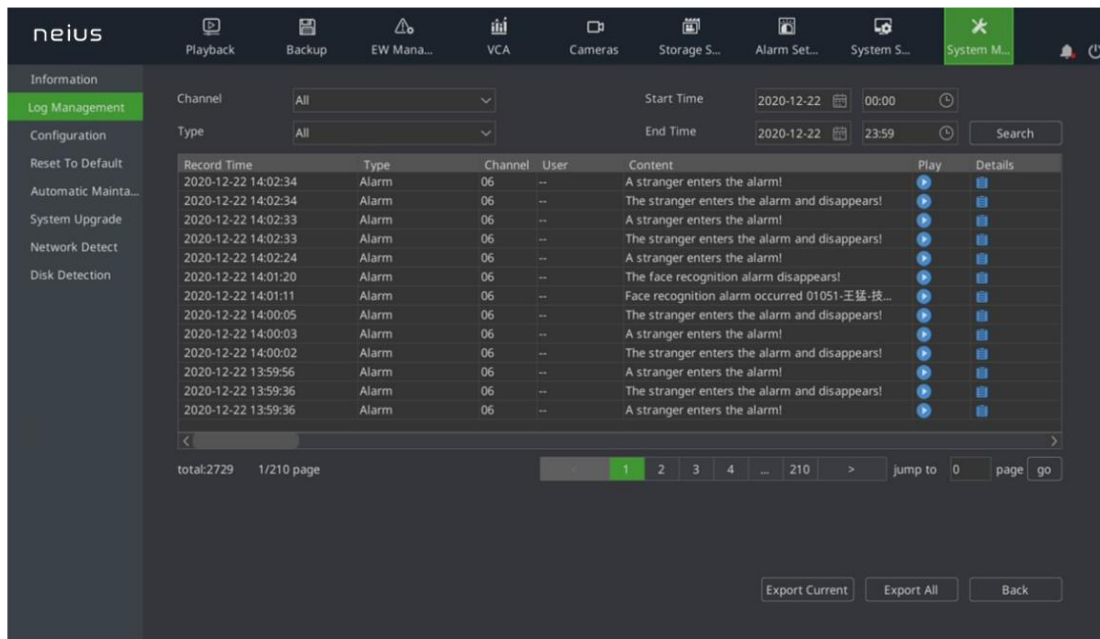 neius
Playback Backup EW Mana... VCA Cameras Storage S... Alarm Set... System S... System M...
Information
Log Management
Configuration
Reset To Default
Automatic Mainta...
System Upgrade
Network Detect
Disk Detection
Channel All Start Time 2020-12-22 00:00
Type All End Time 2020-12-22 23:59 Search
Record Time Type Channel User Content Play Details
2020-12-22 14:02:34 Alarm 06 -- A stranger enters the alarm!
2020-12-22 14:02:34 Alarm 06 -- The stranger enters the alarm and disappears!
2020-12-22 14:02:33 Alarm 06 -- A stranger enters the alarm!
2020-12-22 14:02:33 Alarm 06 -- The stranger enters the alarm and disappears!
2020-12-22 14:02:24 Alarm 06 -- A stranger enters the alarm!
2020-12-22 14:01:20 Alarm 06 -- The face recognition alarm disappears!
2020-12-22 14:01:11 Alarm 06 -- Face recognition alarm occurred 01051-王猛-技...
2020-12-22 14:00:05 Alarm 06 -- The stranger enters the alarm and disappears!
2020-12-22 14:00:03 Alarm 06 -- A stranger enters the alarm!
2020-12-22 14:00:02 Alarm 06 -- The stranger enters the alarm and disappears!
2020-12-22 13:59:56 Alarm 06 -- A stranger enters the alarm!
2020-12-22 13:59:36 Alarm 06 -- The stranger enters the alarm and disappears!
2020-12-22 13:59:36 Alarm 06 -- A stranger enters the alarm!
total:2729 1/210 page < 1 2 3 4 ... 210 > jump to 0 page go
Export Current Export All Back